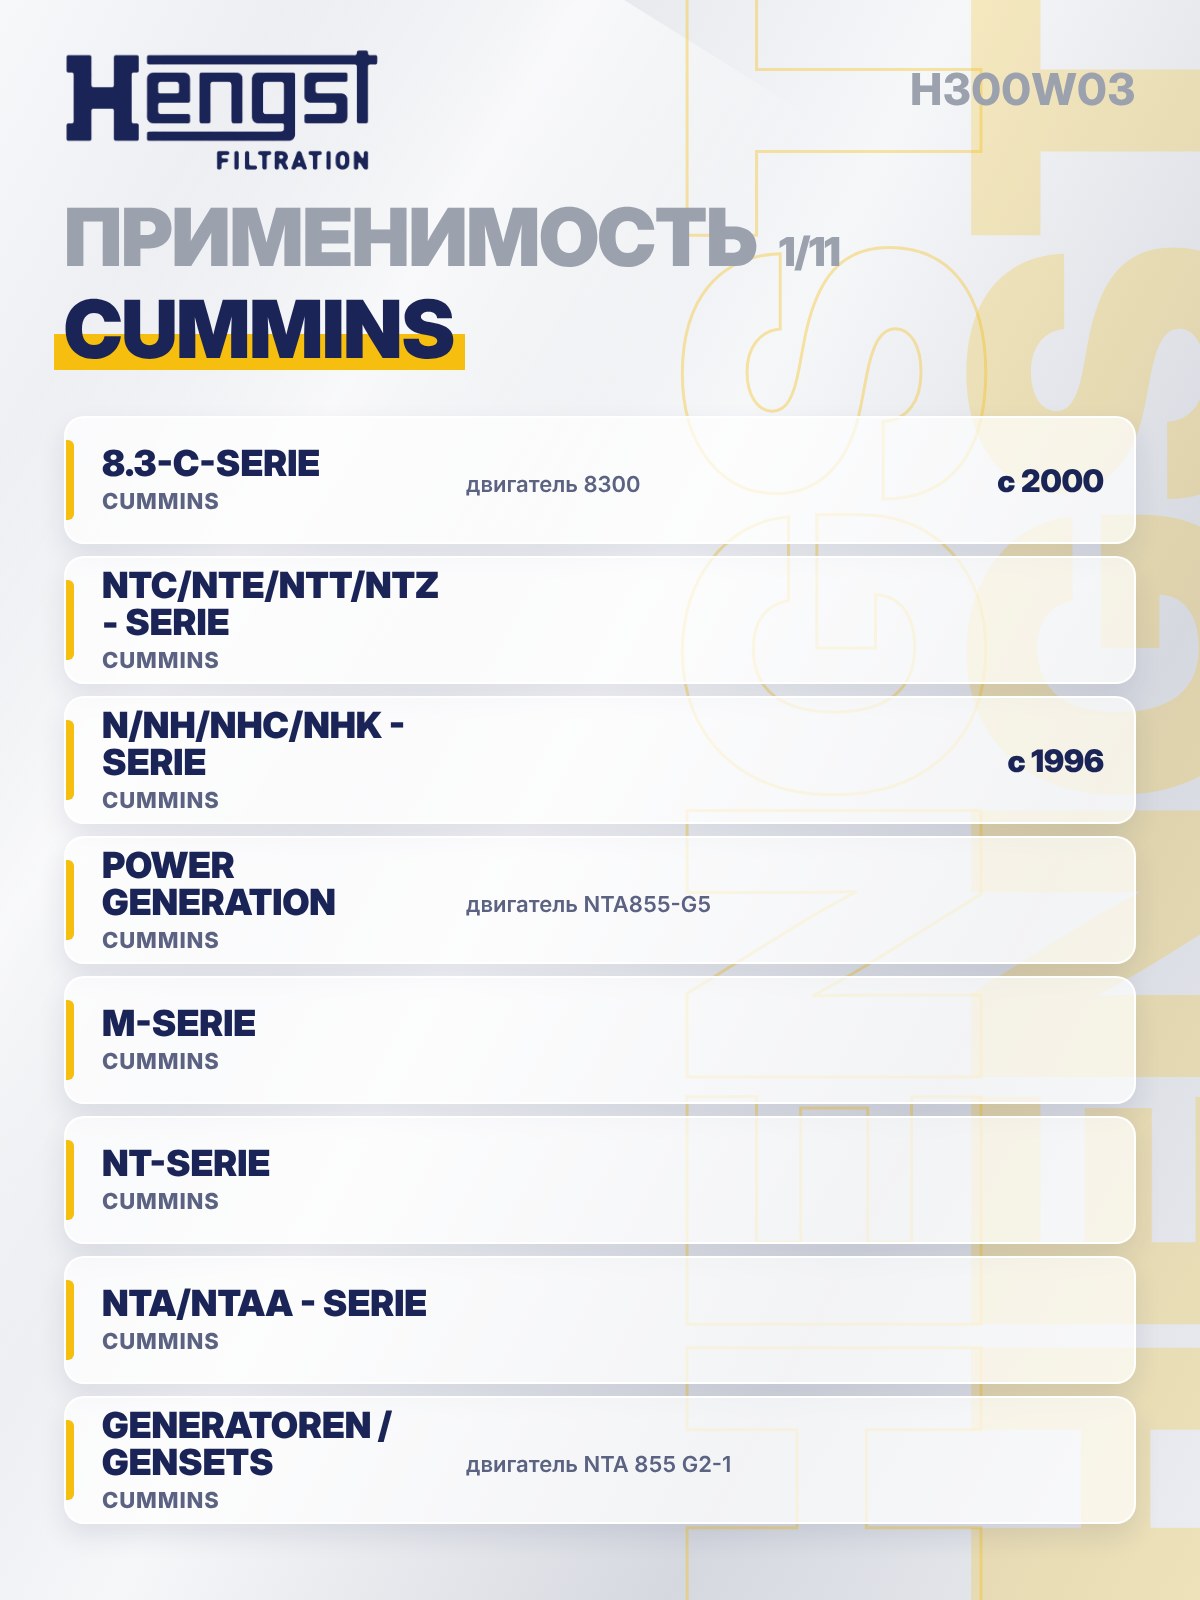 Hengst
FILTRATION
H300W03
ПРИМЕНИМОСТЬ 1/11
CUMMINS
8.3-C-SERIE
CUMMINS
двигатель 8300
с 2000
NTC/NTE/NTT/NTZ
- SERIE
CUMMINS
N/NH/NHC/NHK -
SERIE
CUMMINS
с 1996
POWER
GENERATION
CUMMINS
двигатель NTA855-G5
M-SERIE
CUMMINS
NT-SERIE
CUMMINS
NTA/NTAA - SERIE
CUMMINS
GENERATOREN /
GENSETS
CUMMINS
двигатель NTA 855 G2-1
HENGST
HENGST